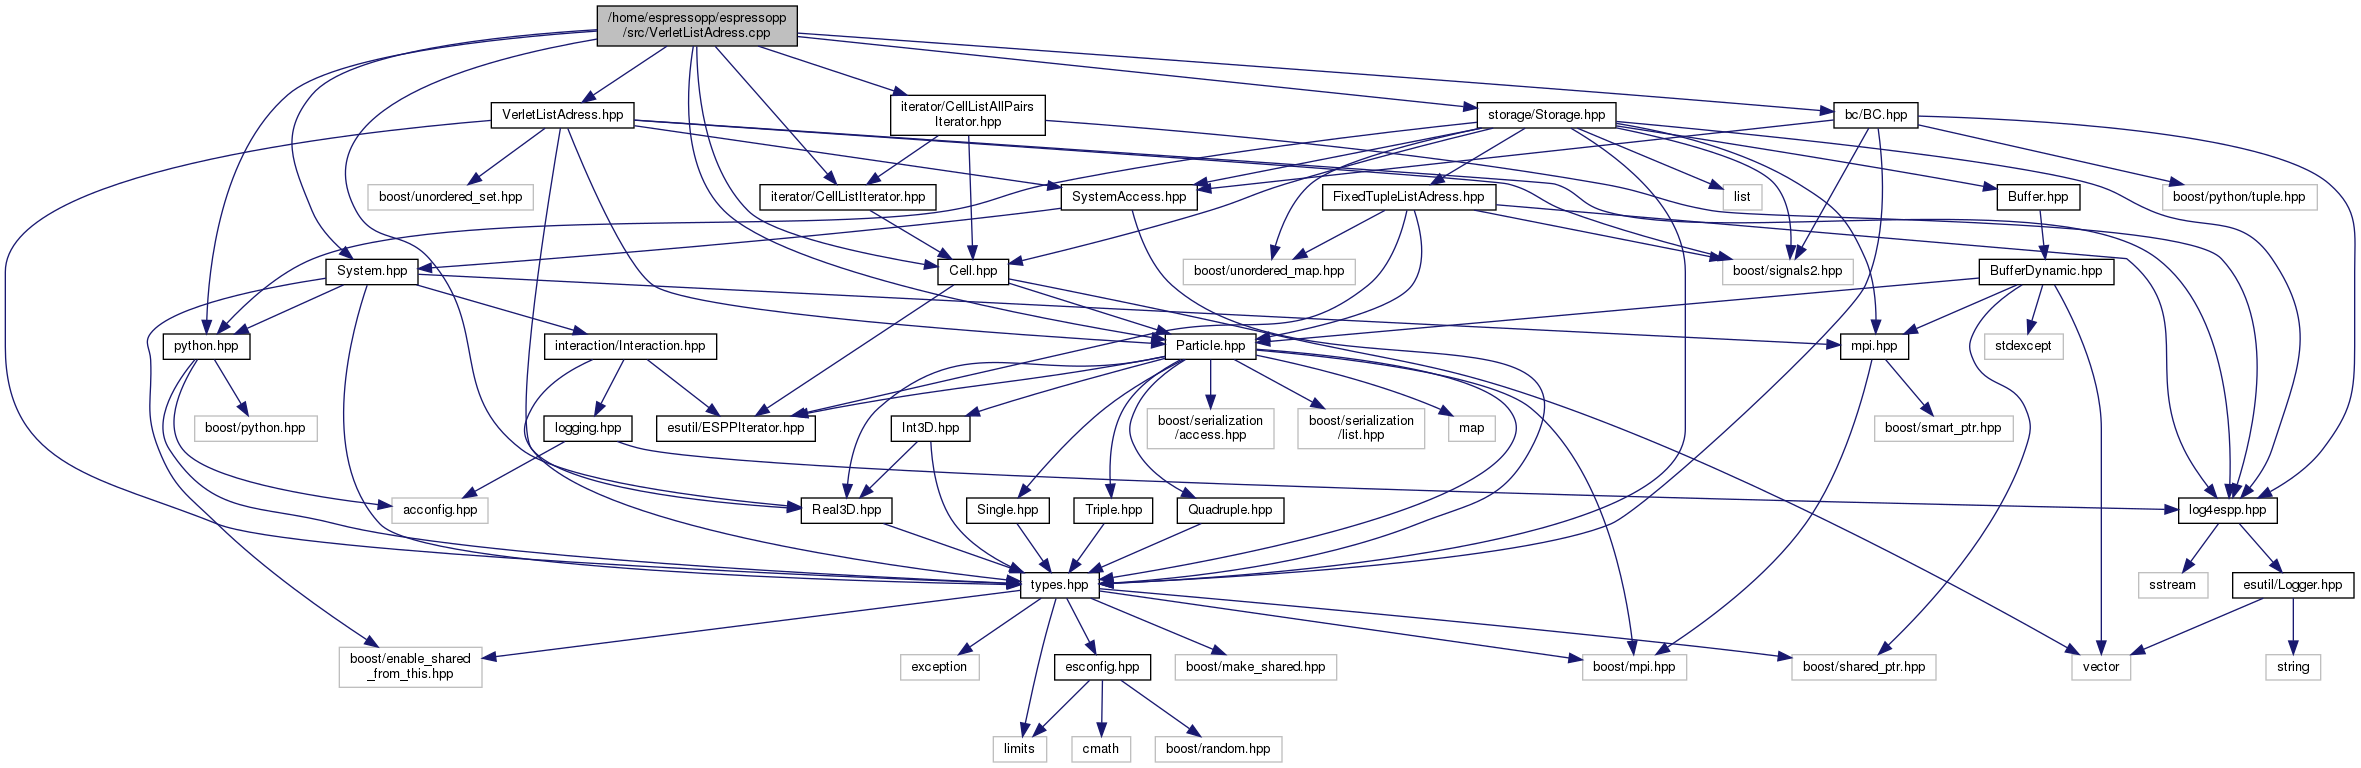 /home/espressopp/espressopp
/src/VerletListAdress.cpp
VerletListAdress.hpp
iterator/CellListAllPairs
Iterator.hpp
storage/Storage.hpp
bc/BC.hpp
boost/unordered_set.hpp
iterator/CellListIterator.hpp
SystemAccess.hpp
FixedTupleListAdress.hpp
list
Buffer.hpp
boost/python/tuple.hpp
System.hpp
Cell.hpp
boost/unordered_map.hpp
boost/signals2.hpp
BufferDynamic.hpp
python.hpp
interaction/Interaction.hpp
Particle.hpp
mpi.hpp
stdexcept
boost/python.hpp
logging.hpp
esutil/ESPPIterator.hpp
Int3D.hpp
boost/serialization
/access.hpp
boost/serialization
/list.hpp
map
boost/smart_ptr.hpp
acconfig.hpp
Real3D.hpp
Single.hpp
Triple.hpp
Quadruple.hpp
log4espp.hpp
types.hpp
sstream
esutil/Logger.hpp
boost/enable_shared
_from_this.hpp
exception
esconfig.hpp
boost/make_shared.hpp
boost/mpi.hpp
boost/shared_ptr.hpp
vector
string
limits
cmath
boost/random.hpp